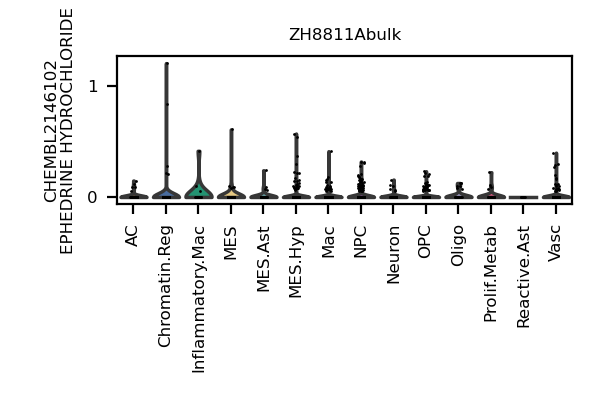 ZH8811Abulk
CHEMBL2146102
EPHEDRINE HYDROCHLORIDE
1
0
AC
Chromatin.Reg
Inflammatory.Mac
MES
MES.Ast
MES.Hyp
Mac
NPC
Neuron
OPC
Oligo
Prolif.Metab
Reactive.Ast
Vasc